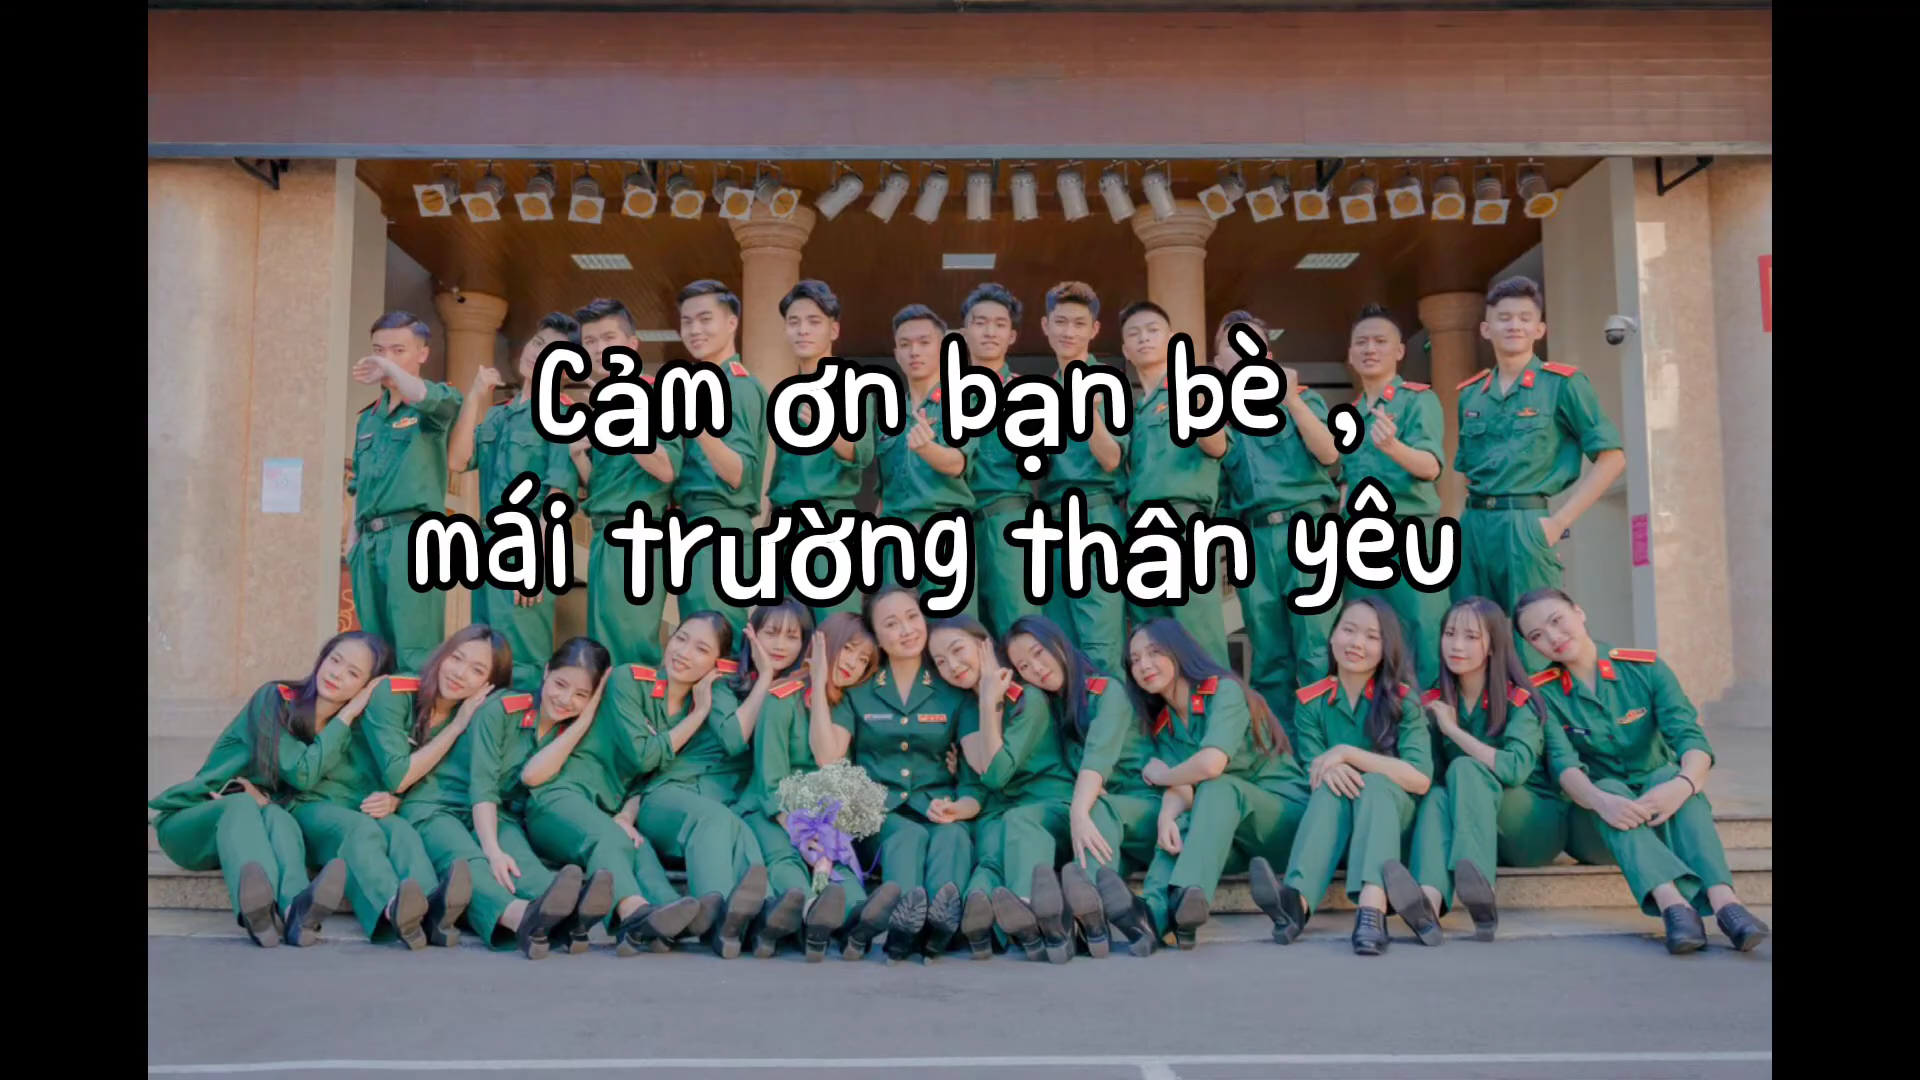 Cảm ơn bạn bè ,
mái trường thân yêu